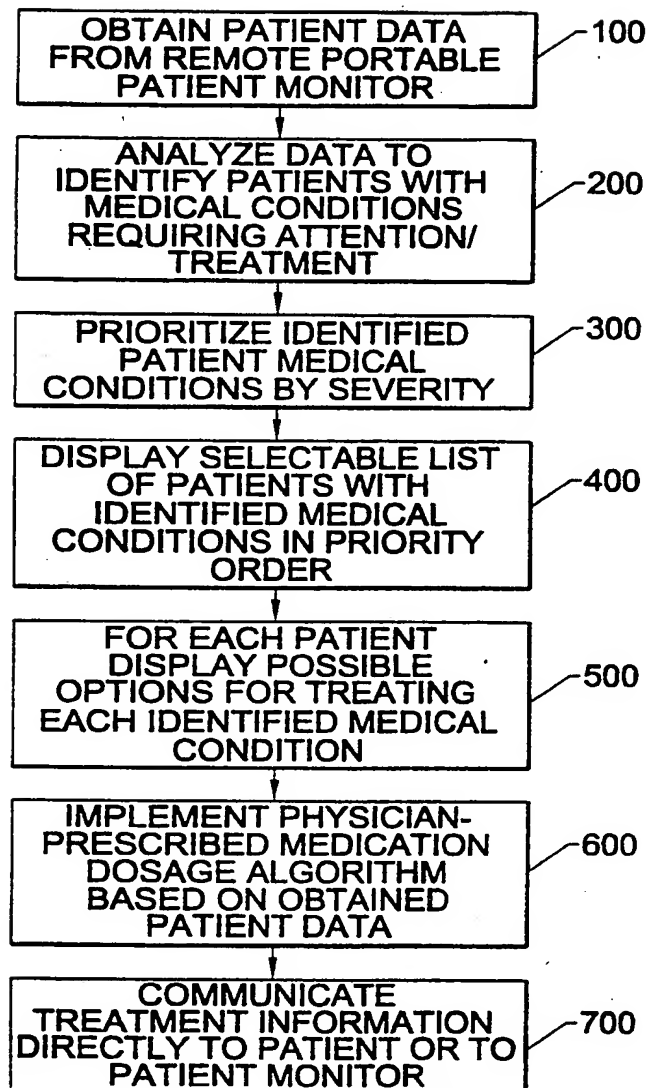 OBTAIN PATIENT DATA
FROM REMOTE PORTABLE
PATIENT MONITOR
100
ANALYZE DATA TO
IDENTIFY PATIENTS WITH
MEDICAL CONDITIONS
REQUIRING ATTENTION/
TREATMENT
200
PRIORITIZE IDENTIFIED
PATIENT MEDICAL
CONDITIONS BY SEVERITY
300
DISPLAY SELECTABLE LIST
OF PATIENTS WITH
IDENTIFIED MEDICAL
CONDITIONS IN PRIORITY
ORDER
400
FOR EACH PATIENT
DISPLAY POSSIBLE
OPTIONS FOR TREATING
EACH IDENTIFIED MEDICAL
CONDITION
500
IMPLEMENT PHYSICIAN-
PRESCRIBED MEDICATION
DOSAGE ALGORITHM
BASED ON OBTAINED
PATIENT DATA
600
COMMUNICATE
TREATMENT INFORMATION
DIRECTLY TO PATIENT OR TO
PATIENT MONITOR
700